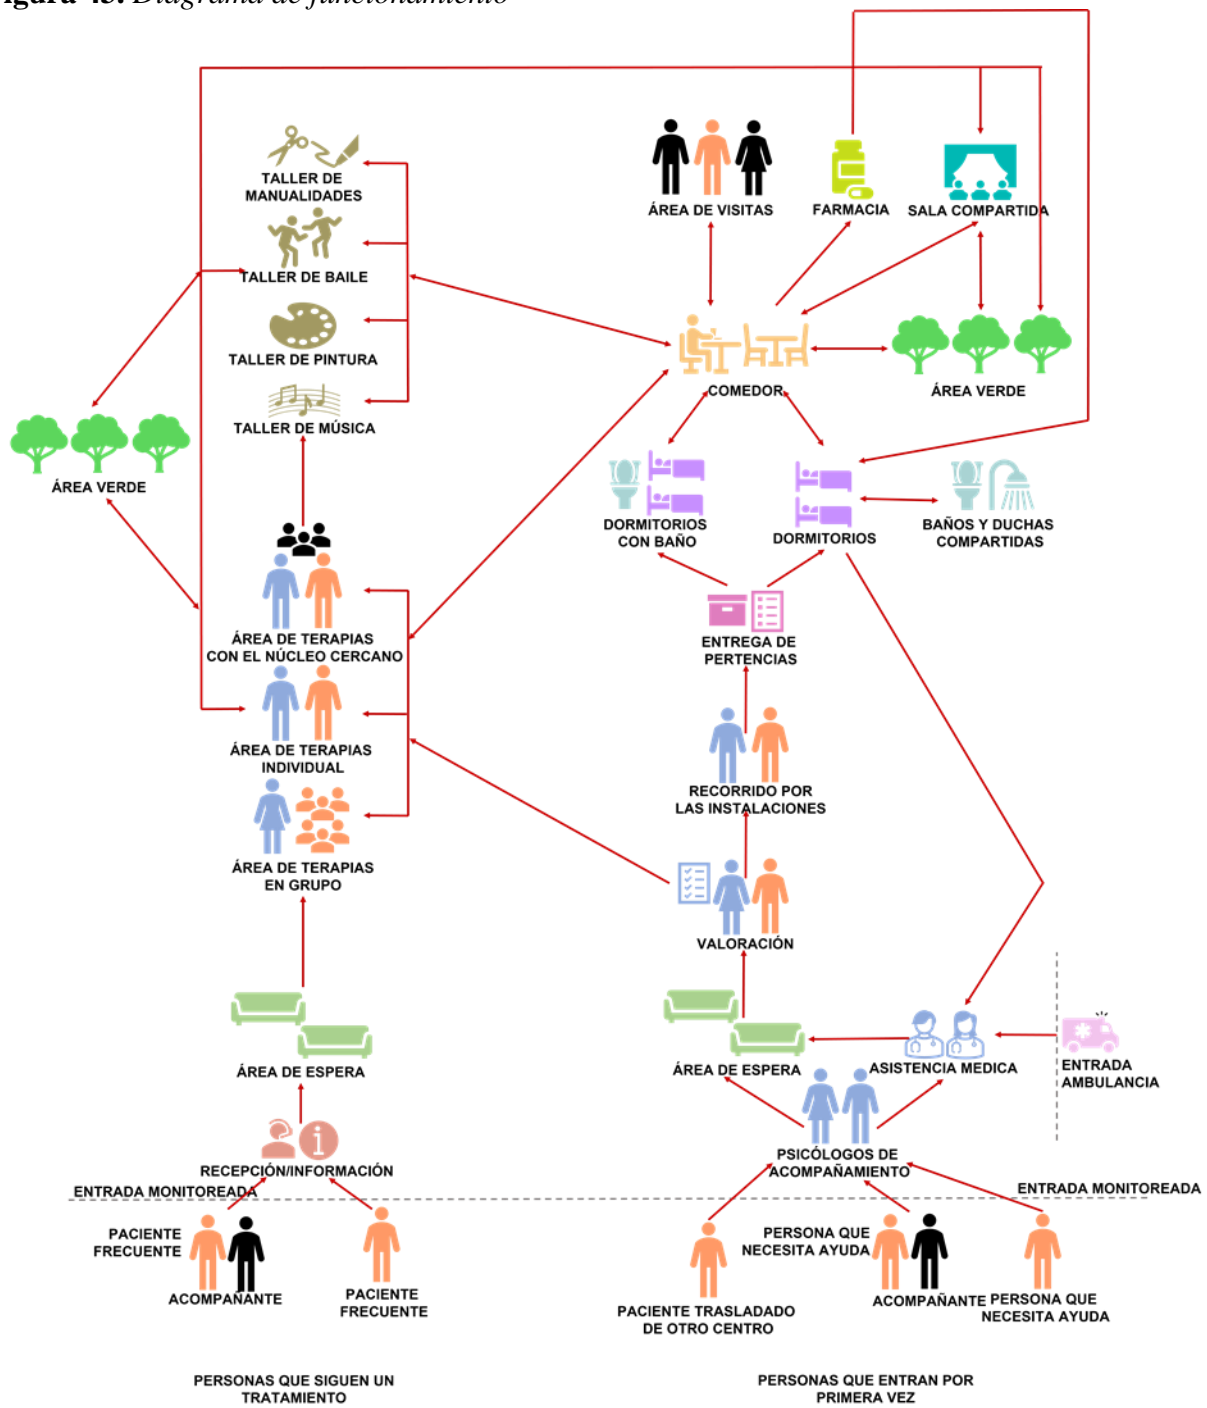 Figura 43. Diagrama de funcionamiento
TALLER DE
MANUALIDADES
ÁREA DE VISITAS
FARMACIA
SALA COMPARTIDA
TALLER DE BAILE
TALLER DE PINTURA
COMEDOR
ÁREA VERDE
TALLER DE MÚSICA
ÁREA VERDE
DORMITORIOS
CON BAÑO
DORMITORIOS
BAÑOS Y DUCHAS
COMPARTIDAS
ÁREA DE TERAPIAS
CON EL NÚCLEO CERCANO
ENTREGA DE
PERTENCIAS
ÁREA DE TERAPIAS
INDIVIDUAL
RECORRIDO POR
LAS INSTALACIONES
ÁREA DE TERAPIAS
EN GRUPO
VALORACIÓN
ÁREA DE ESPERA
ÁREA DE ESPERA
ASISTENCIA MEDICA
ENTRADA
AMBULANCIA
RECEPCIÓN/INFORMACIÓN
PSICÓLOGOS DE
ACOMPAÑAMIENTO
ENTRADA MONITOREADA
ENTRADA MONITOREADA
PACIENTE
FRECUENTE
ACOMPAÑANTE
PACIENTE
FRECUENTE
PERSONA QUE
NECESITA AYUDA
PACIENTE TRASLADADO
DE OTRO CENTRO
ACOMPAÑANTE
PERSONA QUE
NECESITA AYUDA
PERSONAS QUE SIGUEN UN
TRATAMIENTO
PERSONAS QUE ENTRAN POR
PRIMERA VEZ